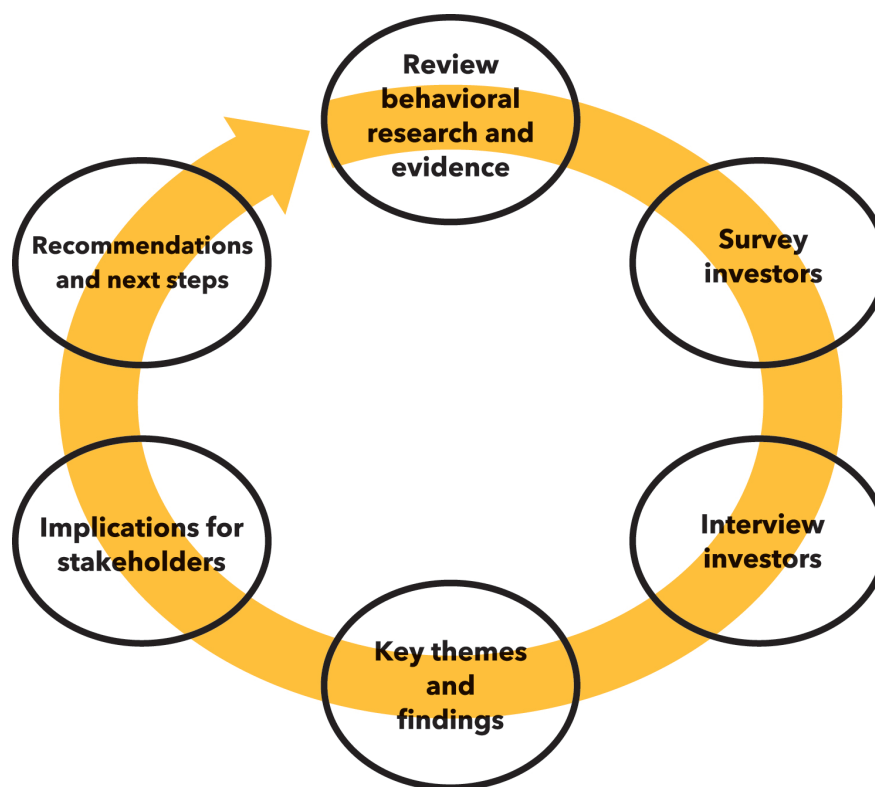 Review
behavioral
research and
evidence
Survey
investors
Interview
investors
Key themes
and
findings
Implications for
stakeholders
Recommendations
and next steps